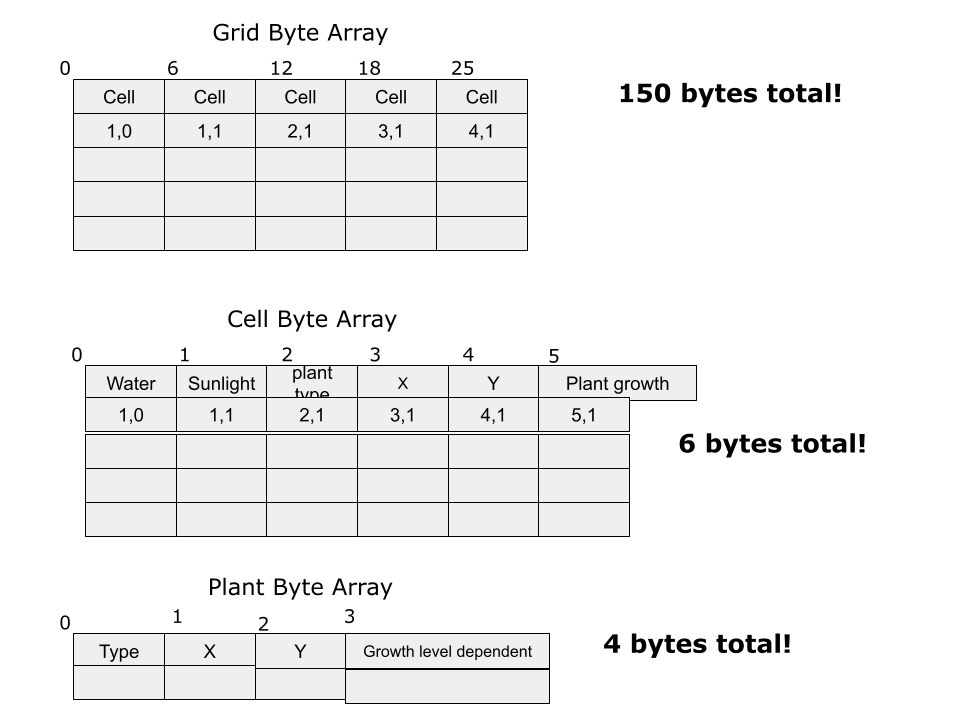 Grid Byte Array
0 6 12 18 25
Cell Cell Cell Cell Cell
150 bytes total!
1,0 1,1 2,1 3,1 4,1
Cell Byte Array
0 1 2 3 4 5
Water Sunlight plant type X Y Plant growth
1,0 1,1 2,1 3,1 4,1 5,1
6 bytes total!
Plant Byte Array
0 1 2 3
Type X Y Growth level dependent
4 bytes total!